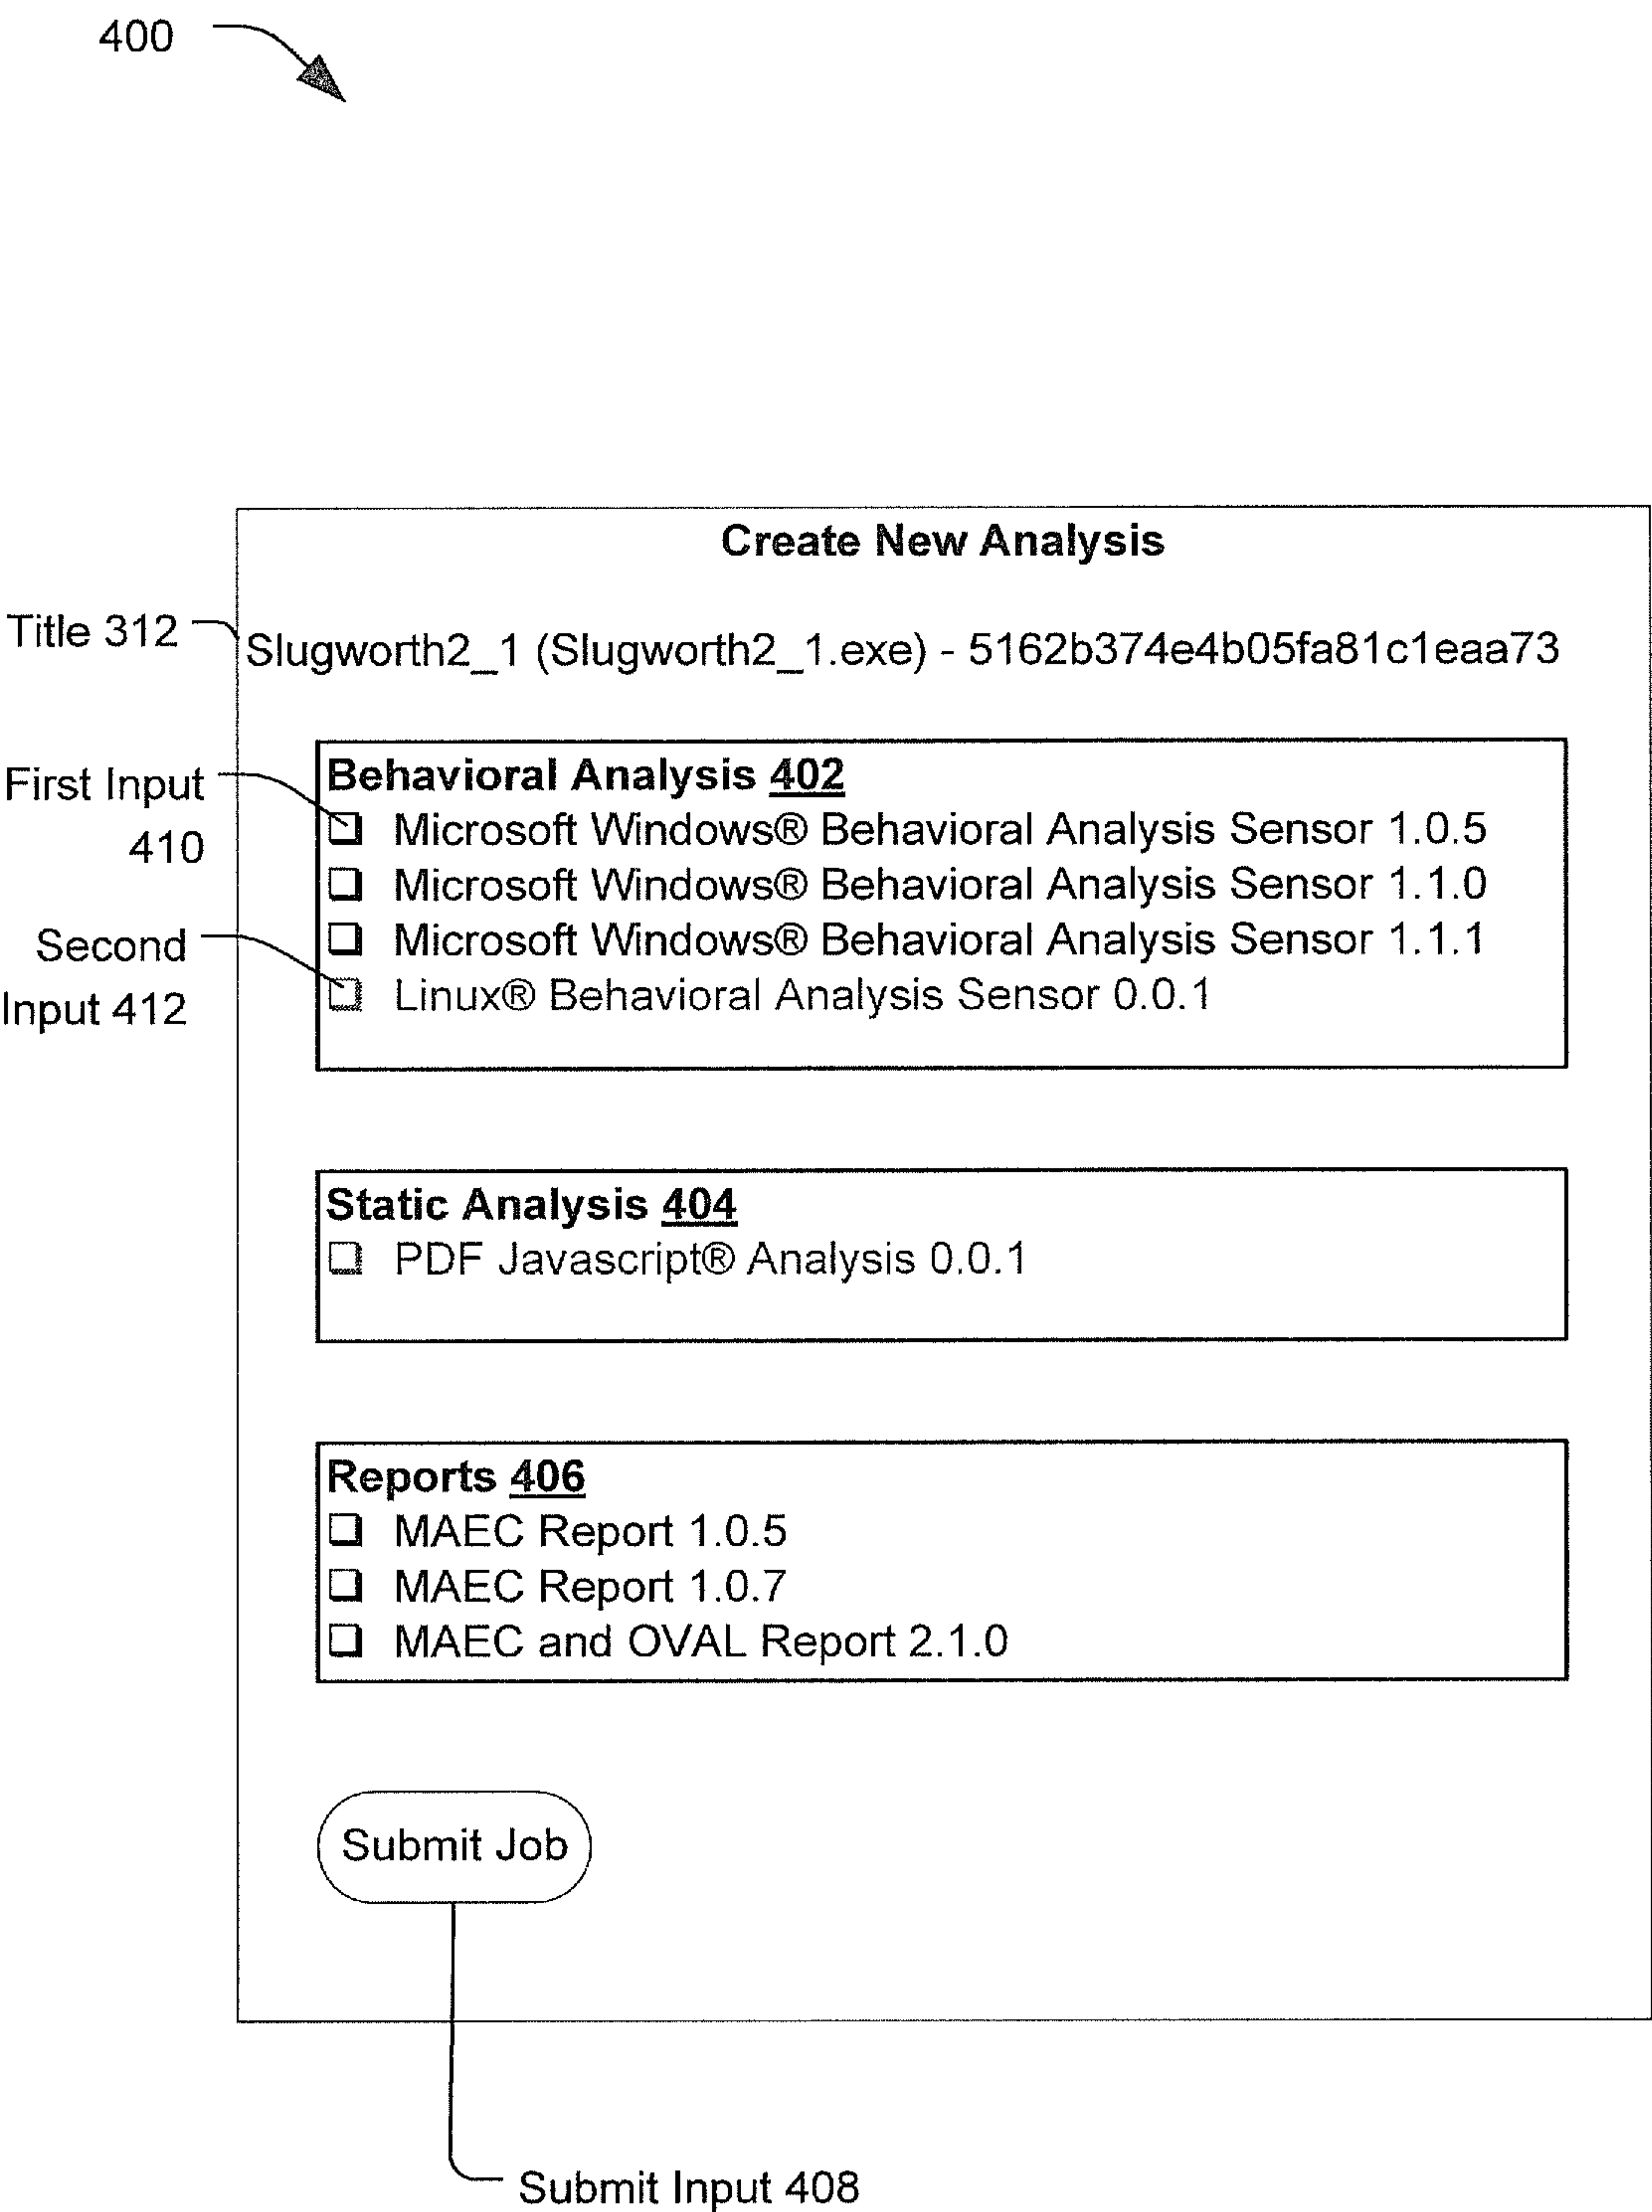 400
Create New Analysis
Title 312
Slugworth2_1 (Slugworth2_1.exe) - 5162b374e4b05fa81c1eaa73
First Input
410
Second
Input 412
Behavioral Analysis 402
Microsoft Windows® Behavioral Analysis Sensor 1.0.5
Microsoft Windows® Behavioral Analysis Sensor 1.1.0
Microsoft Windows® Behavioral Analysis Sensor 1.1.1
Linux® Behavioral Analysis Sensor 0.0.1
Static Analysis 404
PDF Javascript® Analysis 0.0.1
Reports 406
MAEC Report 1.0.5
MAEC Report 1.0.7
MAEC and OVAL Report 2.1.0
Submit Job
Submit Input 408